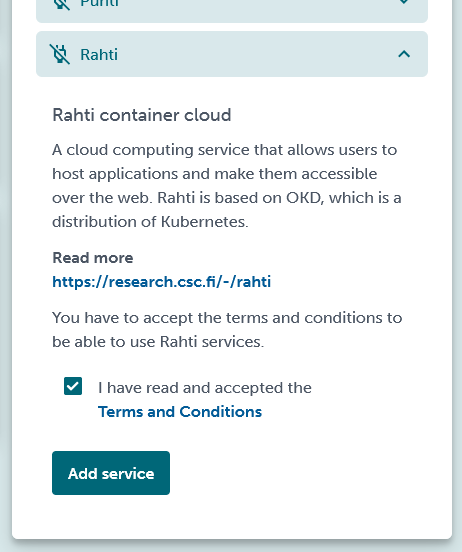 Puhti
Rahti
Rahti container cloud
A cloud computing service that allows users to
host applications and make them accessible
over the web. Rahti is based on OKD, which is a
distribution of Kubernetes.
Read more
https://research.csc.fi/-/rahti
You have to accept the terms and conditions to
be able to use Rahti services.
I have read and accepted the
Terms and Conditions
Add service